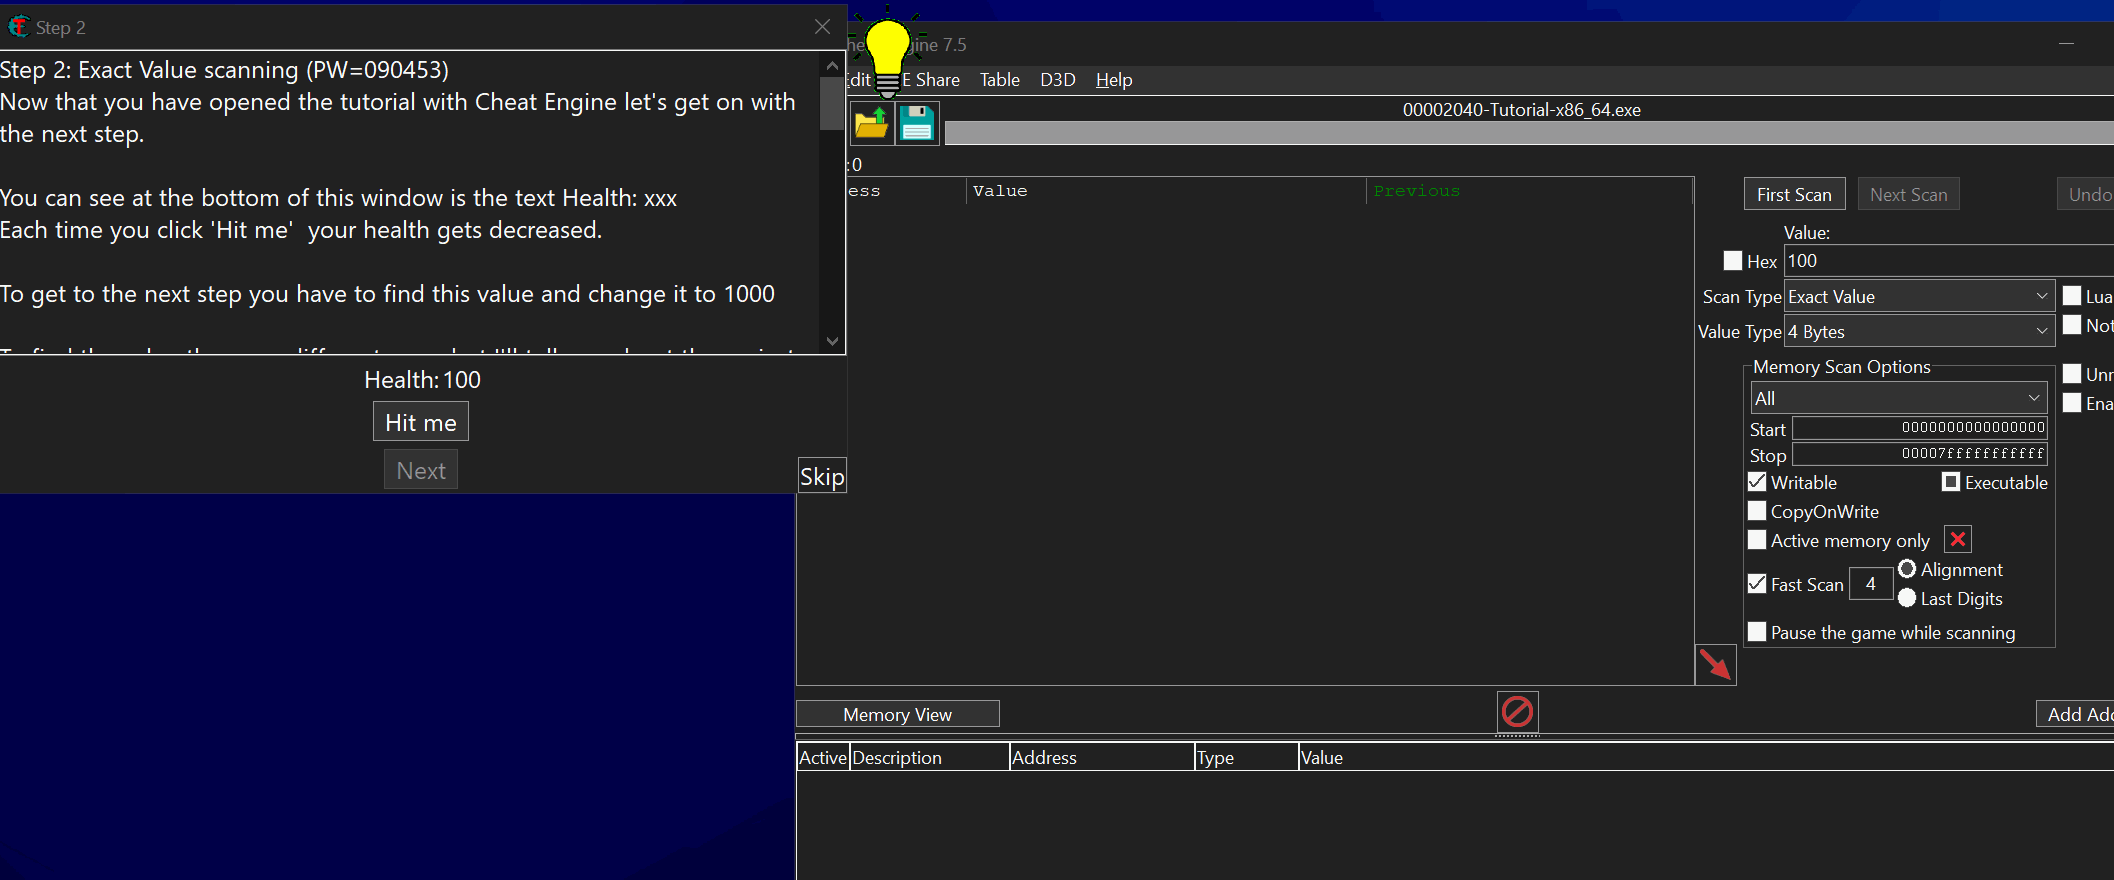 Step 2
Step 2: Exact Value scanning (PW=090453)
Now that you have opened the tutorial with Cheat Engine let's get on with
the next step.
You can see at the bottom of this window is the text Health: xxx
Each time you click 'Hit me'  your health gets decreased.
To get to the next step you have to find this value and change it to 1000
Health: 100
Hit me
Next
Skip
ine 7.5
Edit
E Share
Table
D3D
Help
00002040-Tutorial-x86_64.exe
:0
ess
Value
Previous
First Scan
Next Scan
Undo
Value:
Hex
100
Scan Type
Exact Value
Lua
Value Type
4 Bytes
Not
Memory Scan Options
All
Unr
Ena
Start
0000000000000000
Stop
00007fffffffffff
Writable
Executable
CopyOnWrite
Active memory only
Fast Scan
4
Alignment
Last Digits
Pause the game while scanning
Memory View
Add Add
Active
Description
Address
Type
Value